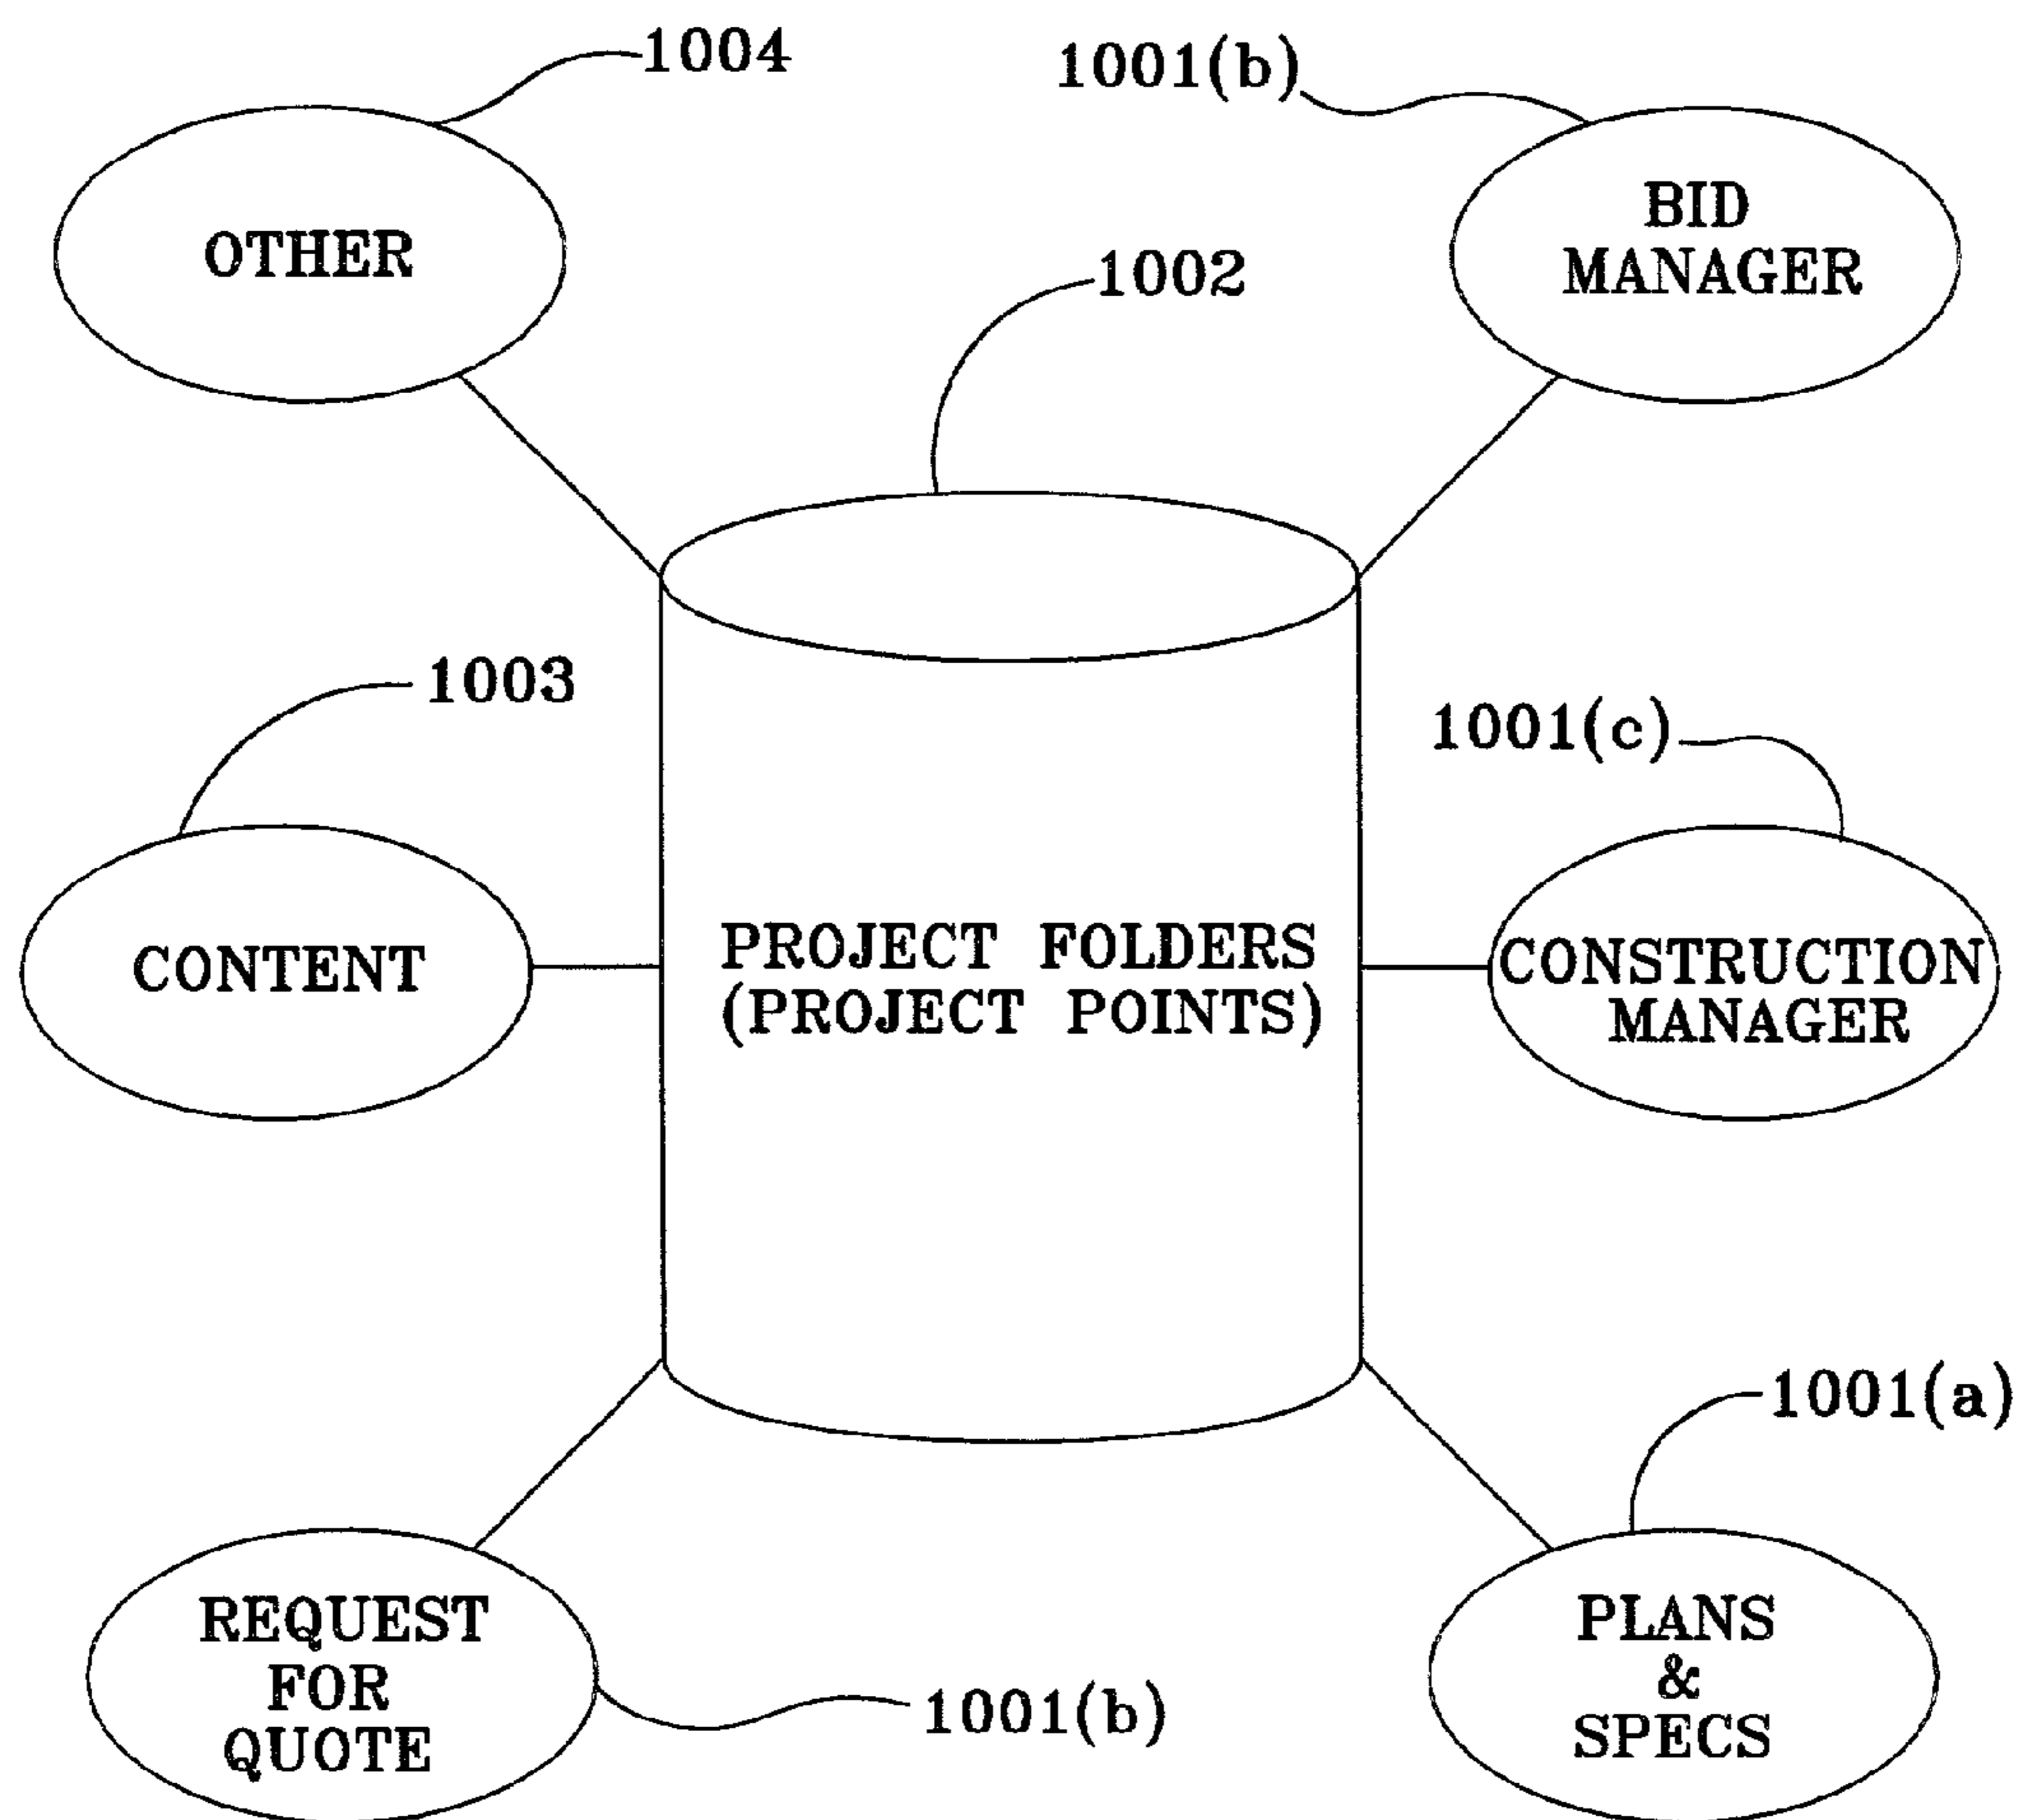 1004
1001(b)
OTHER
BID
MANAGER
1002
1003
1001(c)
CONTENT
PROJECT FOLDERS
(PROJECT POINTS)
CONSTRUCTION
MANAGER
1001(a)
REQUEST
FOR
QUOTE
1001(b)
PLANS
&
SPECS